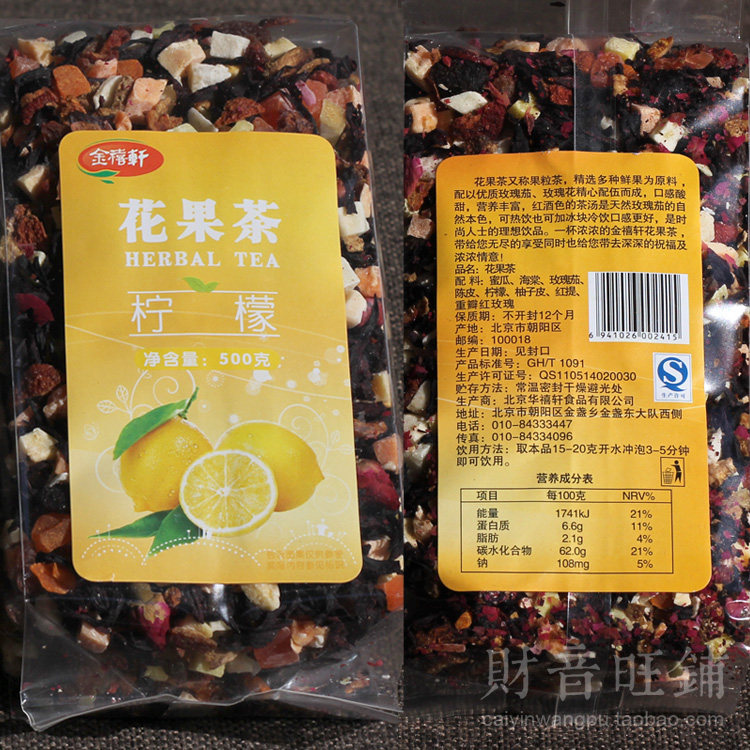 金禧軒
花果茶
HERBAL TEA
柠檬
净含量：500克
花果茶又称果粒茶，精选多种鲜果为原料，
配以优质玫瑰茄、玫瑰花精心配伍而成，口感酸
甜，营养丰富，红酒色的茶汤是天然玫瑰茄的自
然本色，可热饮也可加冰块冷饮口感更好，是时
尚人士的理想饮品。一杯浓浓的金禧轩花果茶，
带给您无尽的享受同时也给您带去深深的祝福及
浓浓情意！
品名：花果茶
配 料：蜜瓜、海棠、玫瑰茄、
陈皮、柠檬、柚子皮、红提、
重瓣红玫瑰
保质期：不开封12个月
产地：北京市朝阳区
邮编：100018
生产日期：见封口
产品标准号：GH/T 1091
生产许可证号：QS110514020030
贮存方法：常温密封干燥避光处
生产商：北京华禧轩食品有限公司
地址：北京市朝阳区金盏乡金盏东大队西侧
电话：010-84333447
传真：010-84334096
饮用方法：取本品15-20克开水冲泡3-5分钟
即可饮用。
6 941026 002415
QS
生产许可
营养成分表
项目 每100克 NRV%
能量 1741kJ 21%
蛋白质 6.6g 11%
脂肪 2.1g 4%
碳水化合物 62.0g 21%
钠 108mg 5%
財音旺鋪
caiyinwangpu.taobao.com